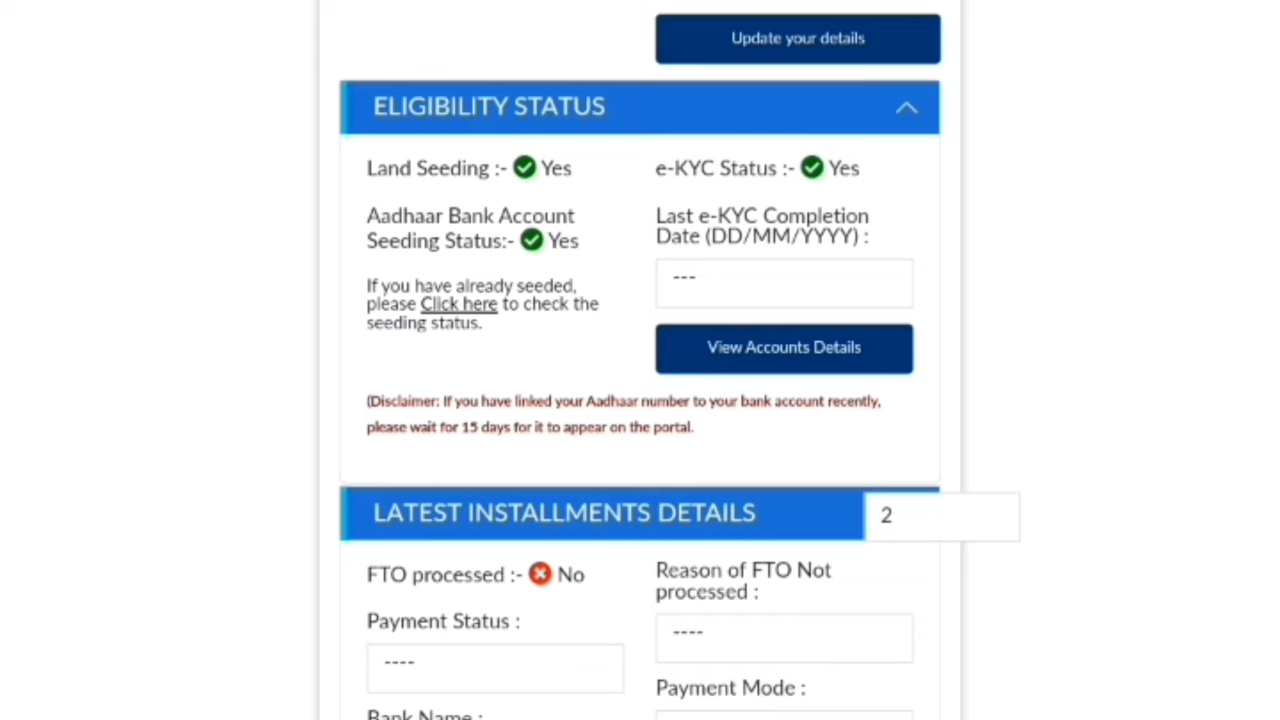 Update your details
ELIGIBILITY STATUS
Land Seeding :- Yes
e-KYC Status :- Yes
Aadhaar Bank Account
Seeding Status:- Yes
Last e-KYC Completion
Date (DD/MM/YYYY) :
---
If you have already seeded,
please Click here to check the
seeding status.
View Accounts Details
(Disclaimer: If you have linked your Aadhaar number to your bank account recently,
please wait for 15 days for it to appear on the portal.
LATEST INSTALLMENTS DETAILS
2
FTO processed :- No
Reason of FTO Not
processed :
----
Payment Status :
----
Payment Mode :
Bank Name :